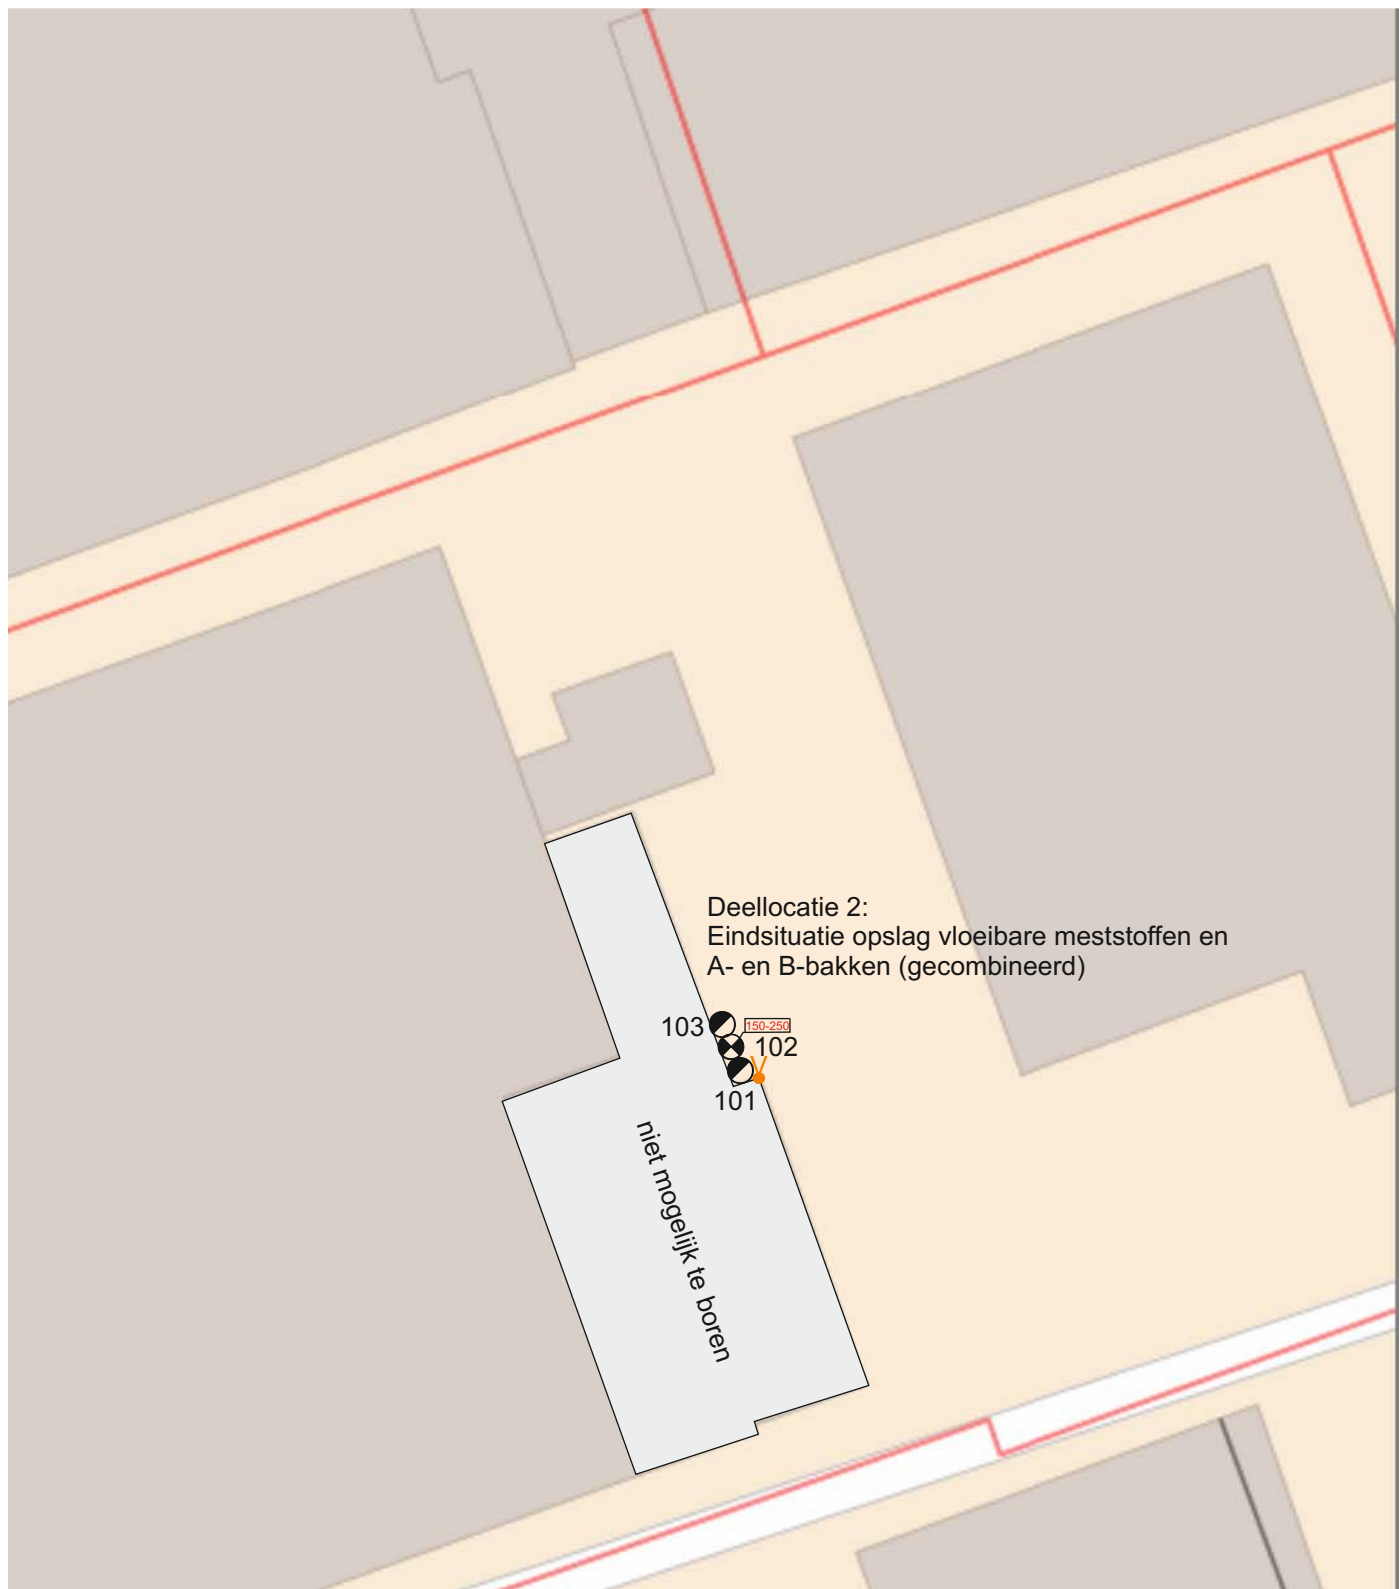 Deellocatie 2:
Eindsituatie opslag vloeibare meststoffen en
A- en B-bakken (gecombineerd)
103
150-250
102
101
niet mogelijk te boren